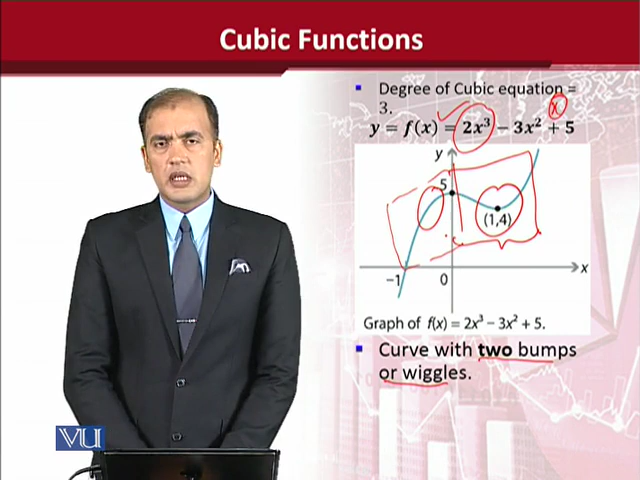 Cubic Functions
▪ Degree of Cubic equation =
3.
x
y = f(x) = 2x³ − 3x² + 5
y
5
(1,4)
−1
0
x
Graph of f(x) = 2x³ − 3x² + 5.
▪ Curve with two bumps
or wiggles.
VU